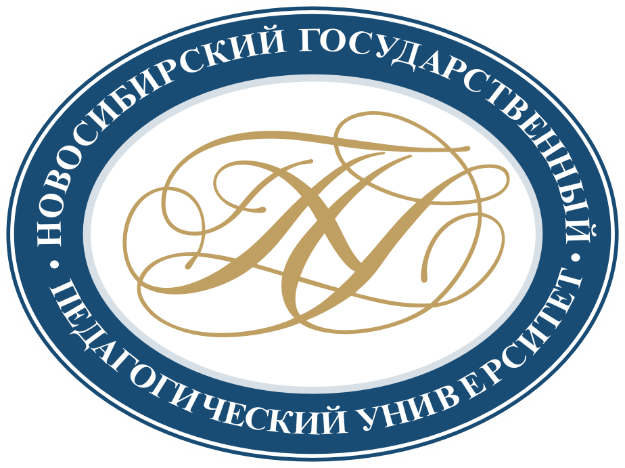 НОВОСИБИРСКИЙ ГОСУДАРСТВЕННЫЙ
• ПЕДАГОГИЧЕСКИЙ УНИВЕРСИТЕТ •